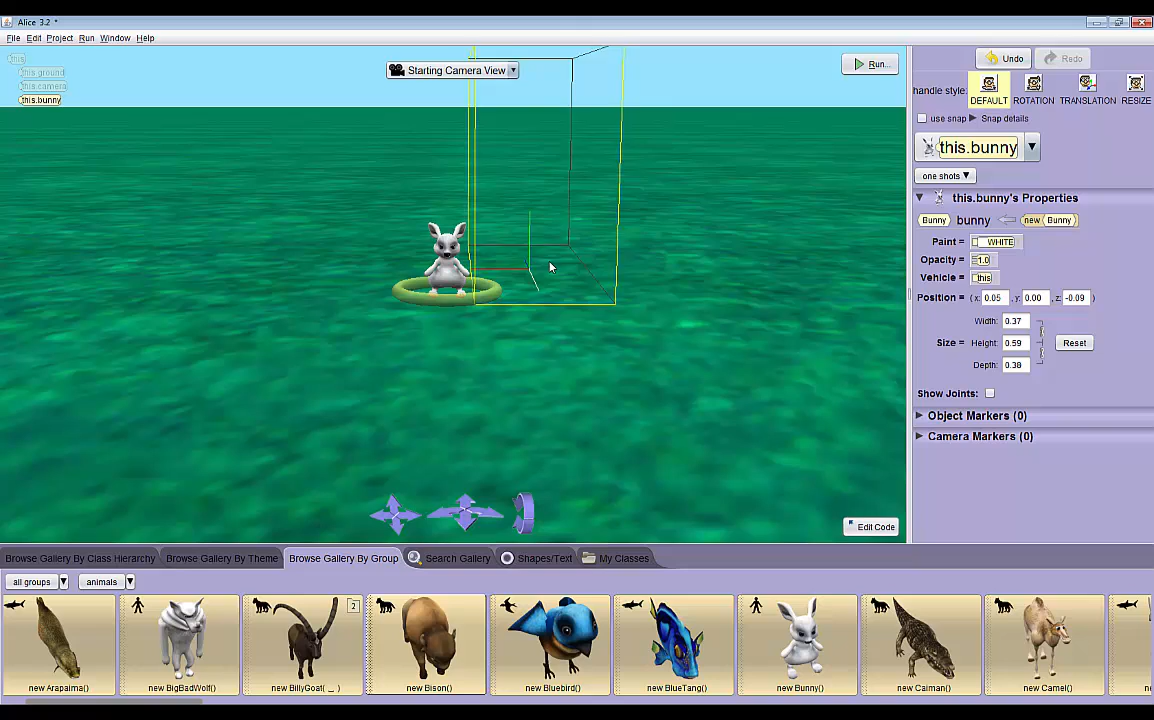 Alice 3.2 *
File Edit Project Run Window Help
this
this.ground
this.camera
this.bunny
Starting Camera View
Run...
Undo
Redo
handle style:
DEFAULT
ROTATION
TRANSLATION
RESIZE
use snap
Snap details
this.bunny
one shots
this.bunny's Properties
Bunny bunny new Bunny
Paint = WHITE
Opacity = 1.0
Vehicle = this
Position = ( x: 0.05 , y: 0.00 , z: -0.09 )
Width: 0.37
Size = Height: 0.59 Reset
Depth: 0.38
Show Joints:
Object Markers (0)
Camera Markers (0)
Edit Code
Browse Gallery By Class Hierarchy
Browse Gallery By Theme
Browse Gallery By Group
Search Gallery
Shapes/Text
My Classes
all groups
animals
2
new Arapaima()
new BigBadWolf()
new BillyGoat( _ )
new Bison()
new Bluebird()
new BlueTang()
new Bunny()
new Caiman()
new Camel()